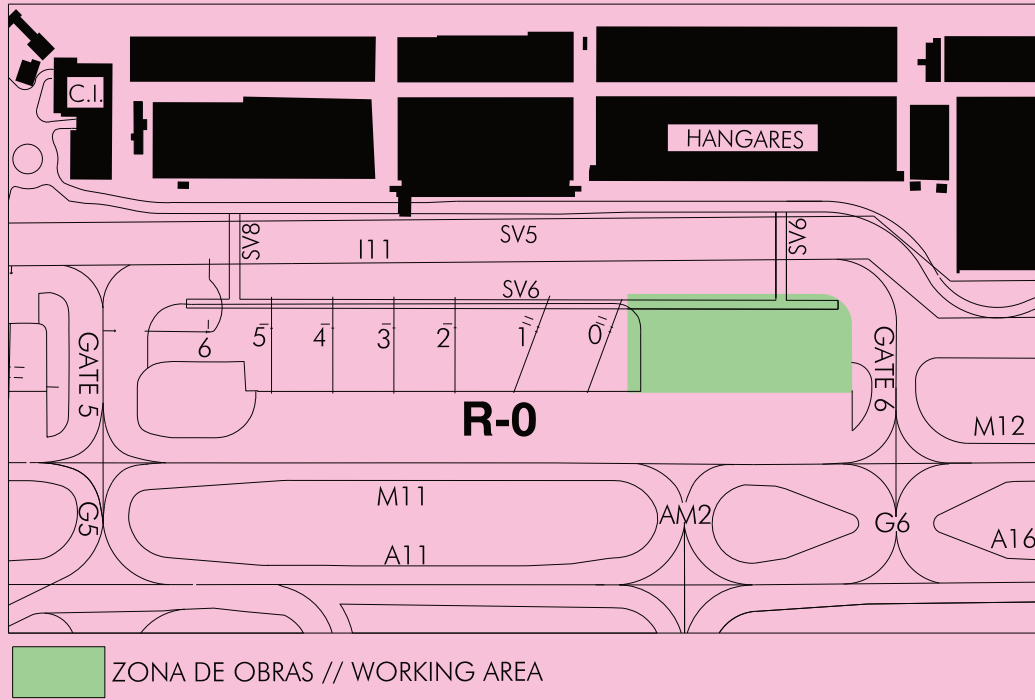 C.I.
HANGARES
SV8
I11
SV5
SV9
SV6
6
5
4
3
2
1
0
GATE 5
GATE 6
R-0
M12
M11
G5
AM2
G6
A11
A16
ZONA DE OBRAS // WORKING AREA